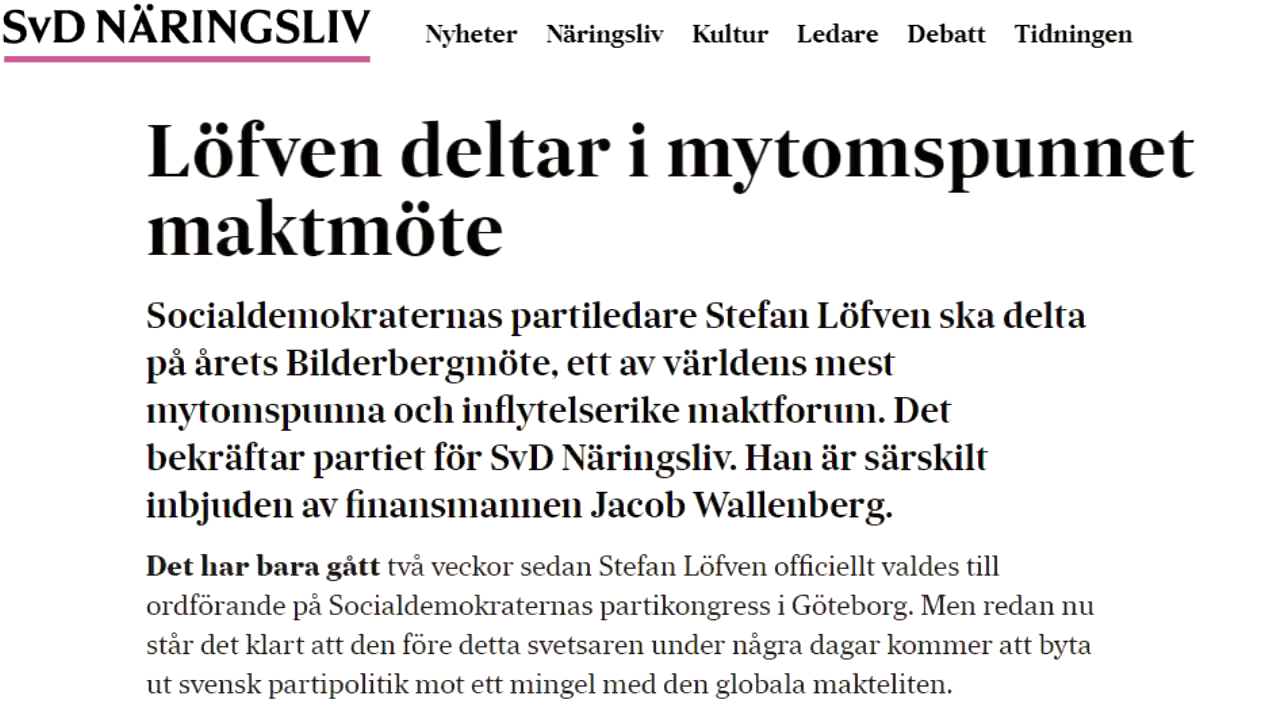 SvD NÄRINGSLIV Nyheter Näringsliv Kultur Ledare Debatt Tidningen
Löfven deltar i mytomspunnet
maktmöte
Socialdemokraternas partiledare Stefan Löfven ska delta
på årets Bilderbergmöte, ett av världens mest
mytomspunna och inflytelserike maktforum. Det
bekräftar partiet för SvD Näringsliv. Han är särskilt
inbjuden av finansmannen Jacob Wallenberg.
Det har bara gått två veckor sedan Stefan Löfven officiellt valdes till
ordförande på Socialdemokraternas partikongress i Göteborg. Men redan nu
står det klart att den före detta svetsaren under några dagar kommer att byta
ut svensk partipolitik mot ett mingel med den globala makteliten.